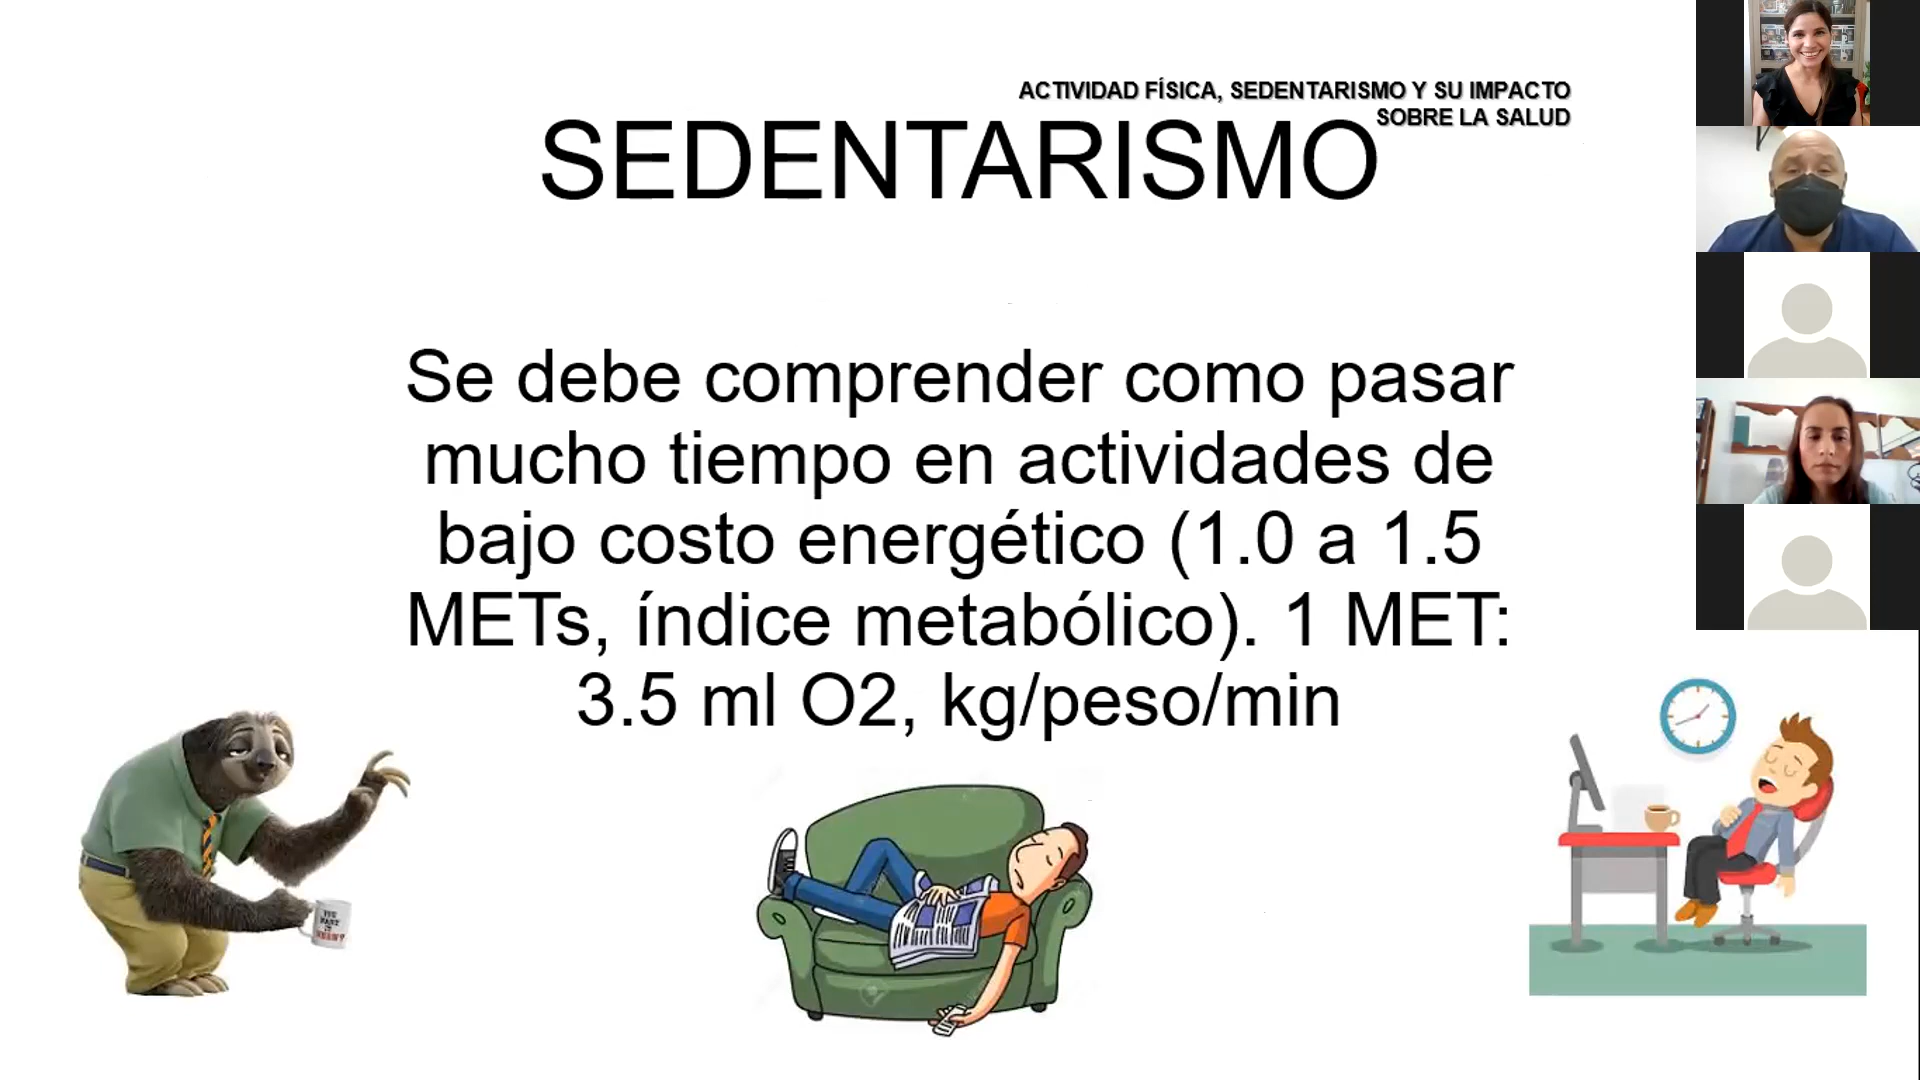 ACTIVIDAD FÍSICA, SEDENTARISMO Y SU IMPACTO
SOBRE LA SALUD
SEDENTARISMO
Se debe comprender como pasar
mucho tiempo en actividades de
bajo costo energético (1.0 a 1.5
METs, índice metabólico). 1 MET:
3.5 ml O2, kg/peso/min